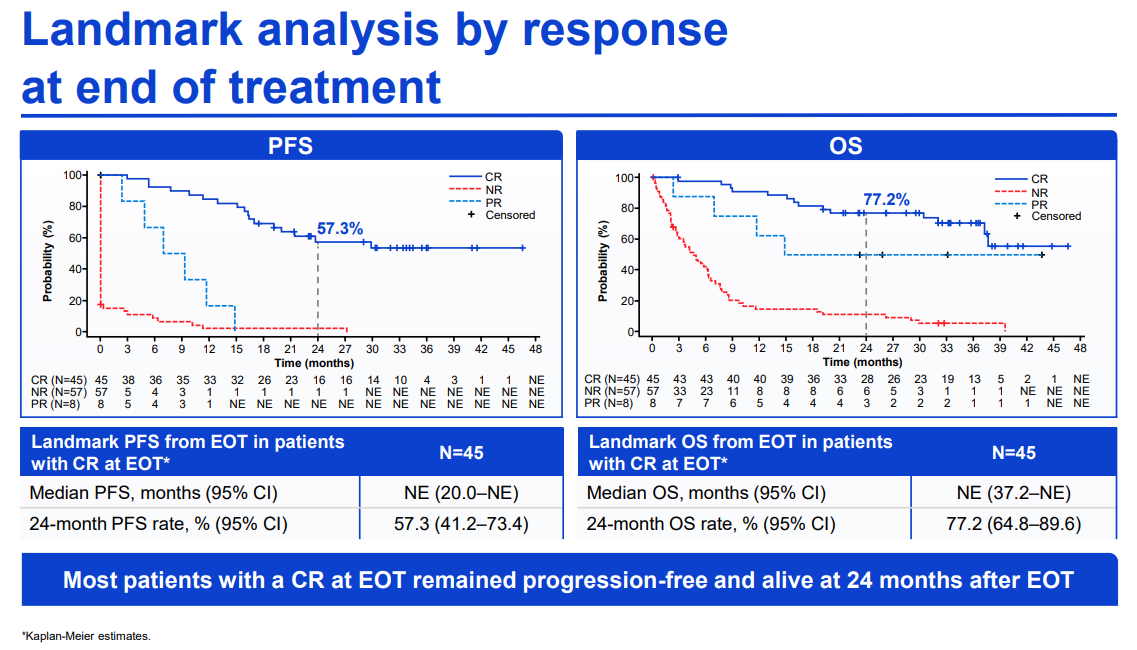 Landmark analysis by response
at end of treatment
PFS
100
80
60
40
20
0
Probability (%)
57.3%
CR
NR
PR
Censored
0 3 6 9 12 15 18 21 24 27 30 33 36 39 42 45 48
Time (months)
CR (N=45) 45 38 36 35 33 32 26 23 16 16 14 10 4 3 1 1 NE
NR (N=57) 57 5 4 3 1 1 1 1 1 1 NE NE NE NE NE NE NE
PR (N=8) 8 5 4 3 1 NE NE NE NE NE NE NE NE NE NE NE NE
OS
100
80
60
40
20
0
Probability (%)
77.2%
CR
NR
PR
Censored
0 3 6 9 12 15 18 21 24 27 30 33 36 39 42 45 48
Time (months)
CR (N=45) 45 43 43 40 40 39 36 33 28 26 23 19 13 5 2 1 NE
NR (N=57) 57 33 23 11 8 8 8 6 6 5 3 1 1 1 NE NE NE
PR (N=8) 8 7 7 6 5 4 4 4 3 2 2 2 1 1 1 NE NE
Landmark PFS from EOT in patients
with CR at EOT*
N=45
Median PFS, months (95% CI) NE (20.0–NE)
24-month PFS rate, % (95% CI) 57.3 (41.2–73.4)
Landmark OS from EOT in patients
with CR at EOT*
N=45
Median OS, months (95% CI) NE (37.2–NE)
24-month OS rate, % (95% CI) 77.2 (64.8–89.6)
Most patients with a CR at EOT remained progression-free and alive at 24 months after EOT
*Kaplan-Meier estimates.